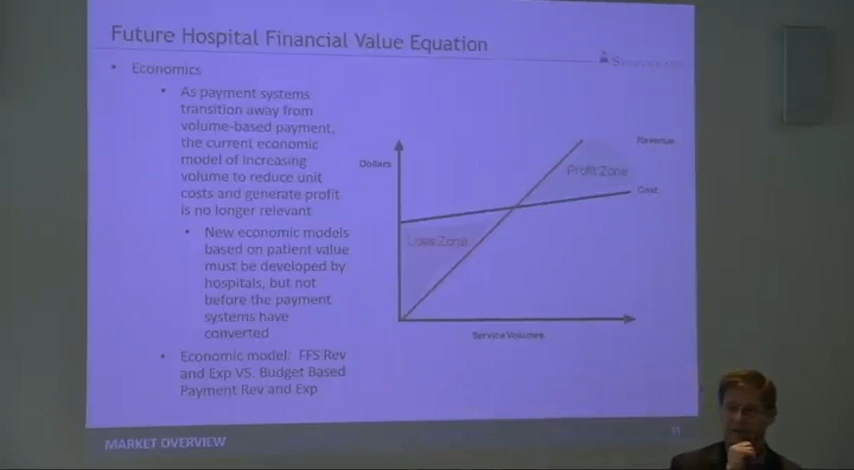 Future Hospital Financial Value Equation
• Economics
• As payment systems
transition away from
volume-based payment,
the current economic
model of increasing
volume to reduce unit
costs and generate profit
is no longer relevant
• New economic models
based on patient value
must be developed by
hospitals, but not
before the payment
systems have
converted
• Economic model: FFS Rev
and Exp VS. Budget Based
Payment Rev and Exp
Dollars
Revenue
Profit Zone
Cost
Loss Zone
Service Volumes
MARKET OVERVIEW